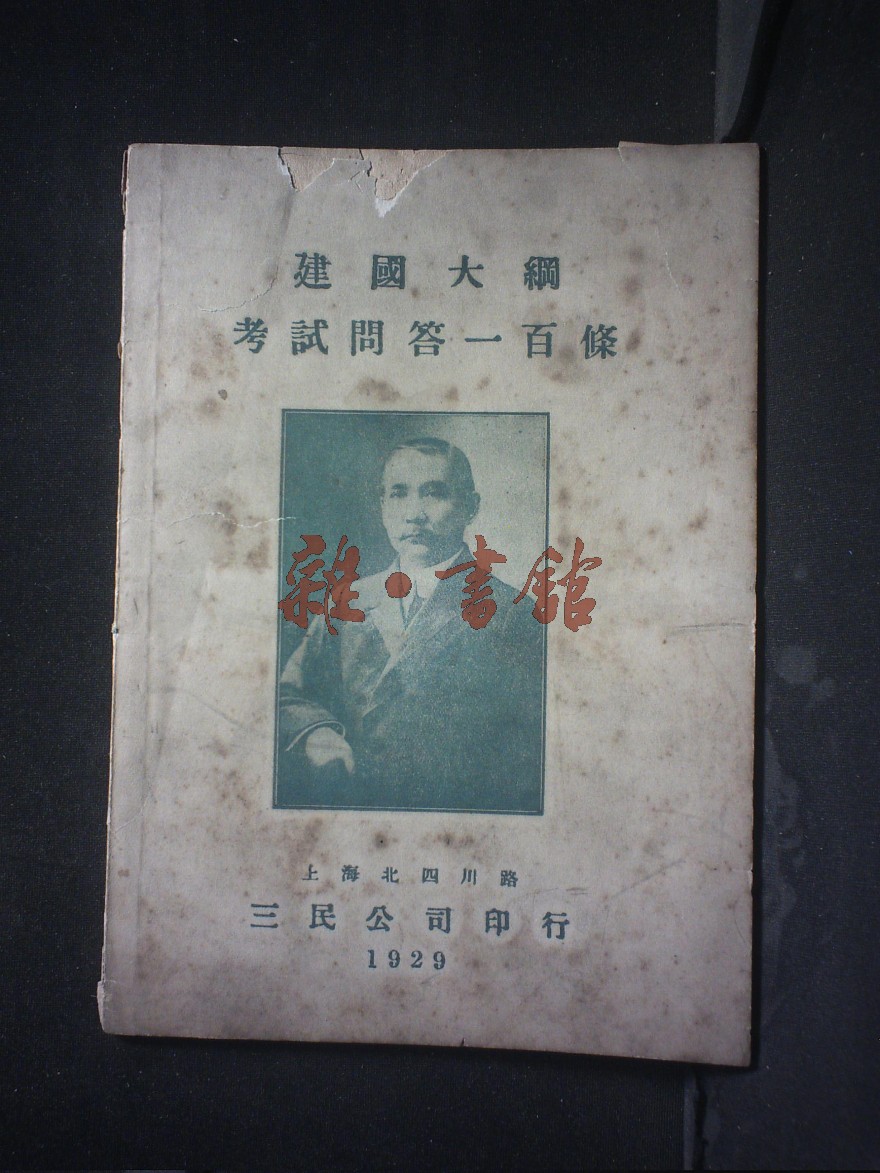 建國大綱
考試問答一百條
雜·書館
上海北四川路
三民公司印行
1929